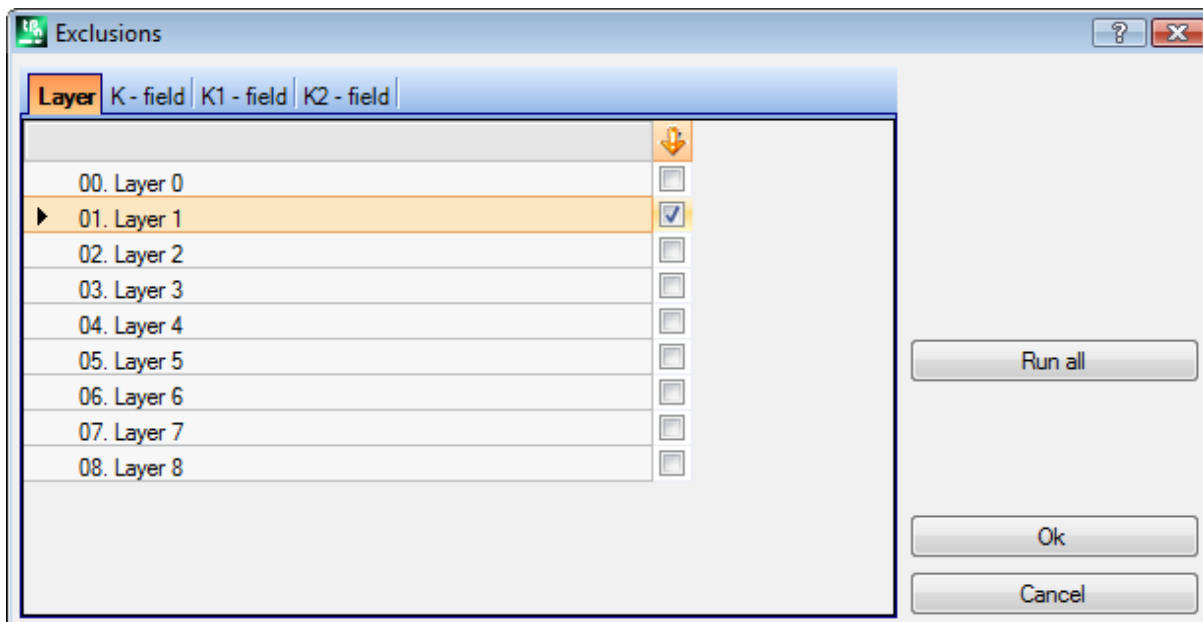 Exclusions
Layer K - field K1 - field K2 - field
00. Layer 0
01. Layer 1
02. Layer 2
03. Layer 3
04. Layer 4
05. Layer 5
06. Layer 6
07. Layer 7
08. Layer 8
Run all
Ok
Cancel